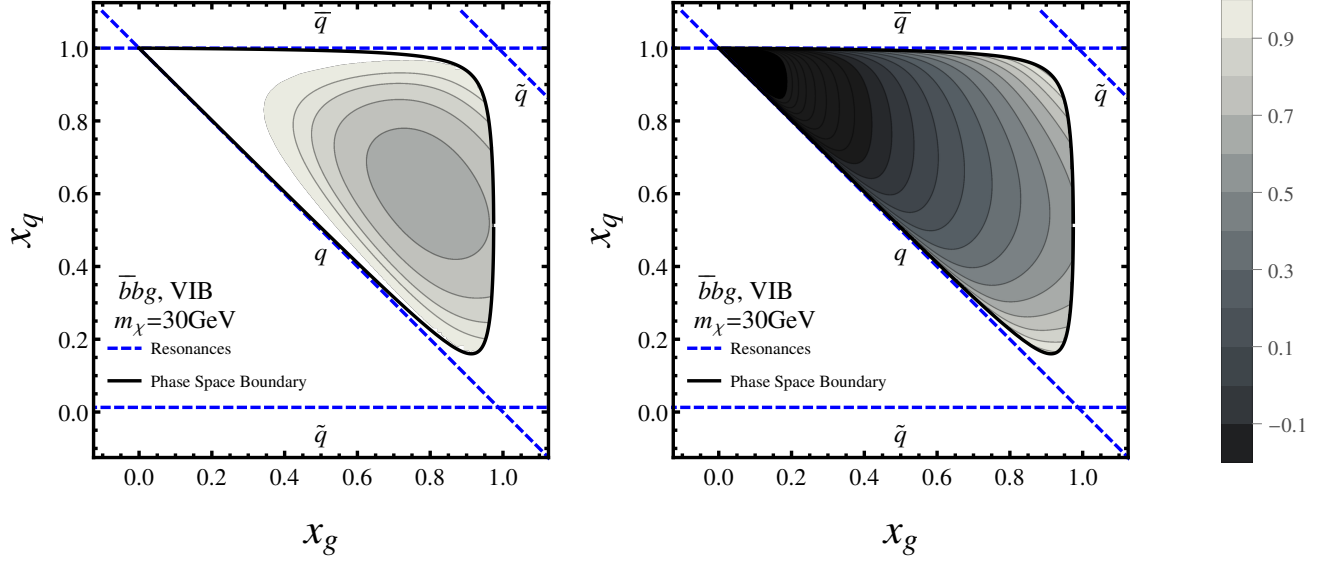 q̅
1.0
q̃
0.8
0.6
x_q
0.4
q
b̅bg, VIB
m_χ=30GeV
0.2
Resonances
Phase Space Boundary
0.0
q̃
0.0 0.2 0.4 0.6 0.8 1.0
x_g
q̅
1.0
q̃
0.8
0.6
x_q
0.4
q
b̅bg, VIB
m_χ=30GeV
0.2
Resonances
Phase Space Boundary
0.0
q̃
0.0 0.2 0.4 0.6 0.8 1.0
x_g
0.9
0.7
0.5
0.3
0.1
−0.1